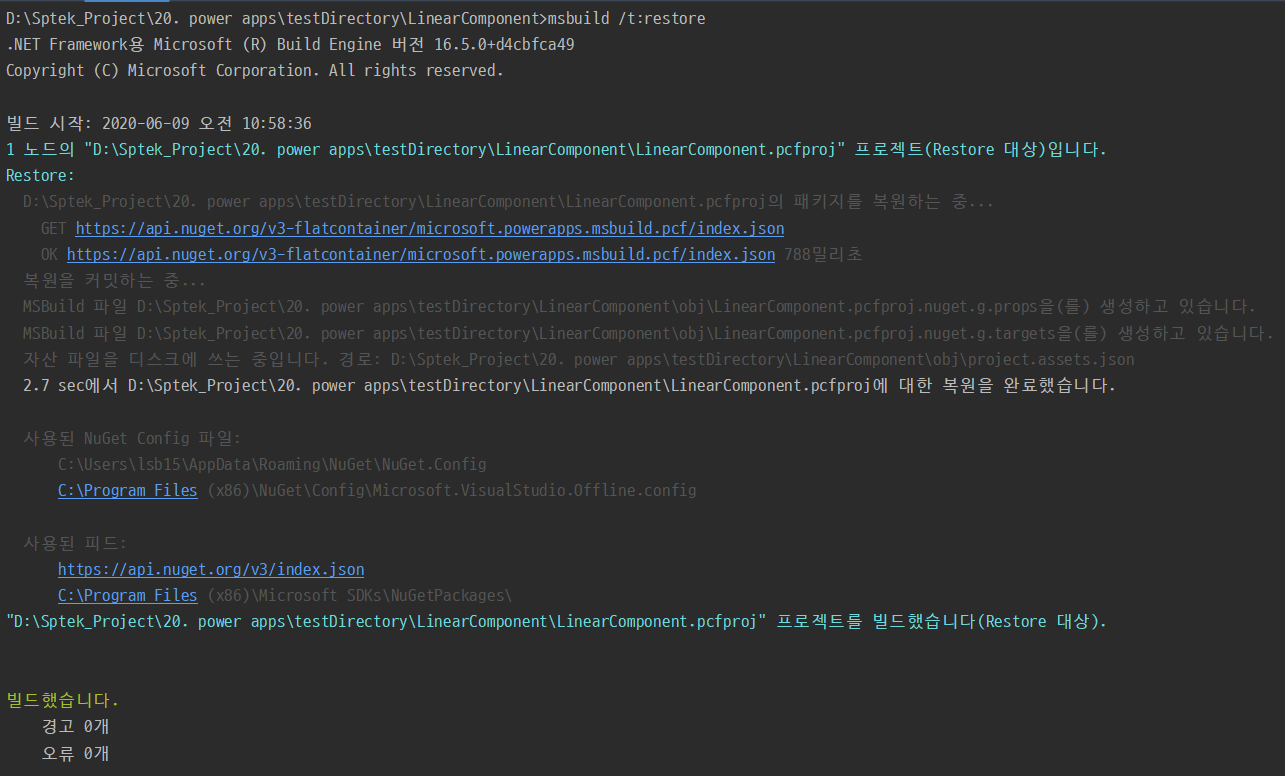 D:\Sptek_Project\20. power apps\testDirectory\LinearComponent>msbuild /t:restore
.NET Framework용 Microsoft (R) Build Engine 버전 16.5.0+d4cbfca49
Copyright (C) Microsoft Corporation. All rights reserved.
빌드 시작: 2020-06-09 오전 10:58:36
1 노드의 "D:\Sptek_Project\20. power apps\testDirectory\LinearComponent\LinearComponent.pcfproj" 프로젝트(Restore 대상)입니다.
Restore:
D:\Sptek_Project\20. power apps\testDirectory\LinearComponent\LinearComponent.pcfproj의 패키지를 복원하는 중...
GET https://api.nuget.org/v3-flatcontainer/microsoft.powerapps.msbuild.pcf/index.json
OK https://api.nuget.org/v3-flatcontainer/microsoft.powerapps.msbuild.pcf/index.json 788밀리초
복원을 커밋하는 중...
MSBuild 파일 D:\Sptek_Project\20. power apps\testDirectory\LinearComponent\obj\LinearComponent.pcfproj.nuget.g.props을(를) 생성하고 있습니다.
MSBuild 파일 D:\Sptek_Project\20. power apps\testDirectory\LinearComponent\obj\LinearComponent.pcfproj.nuget.g.targets을(를) 생성하고 있습니다.
자산 파일을 디스크에 쓰는 중입니다. 경로: D:\Sptek_Project\20. power apps\testDirectory\LinearComponent\obj\project.assets.json
2.7 sec에서 D:\Sptek_Project\20. power apps\testDirectory\LinearComponent\LinearComponent.pcfproj에 대한 복원을 완료했습니다.
사용된 NuGet Config 파일:
C:\Users\lsb15\AppData\Roaming\NuGet\NuGet.Config
C:\Program Files (x86)\NuGet\Config\Microsoft.VisualStudio.Offline.config
사용된 피드:
https://api.nuget.org/v3/index.json
C:\Program Files (x86)\Microsoft SDKs\NuGetPackages\
"D:\Sptek_Project\20. power apps\testDirectory\LinearComponent\LinearComponent.pcfproj" 프로젝트를 빌드했습니다(Restore 대상).
빌드했습니다.
경고 0개
오류 0개